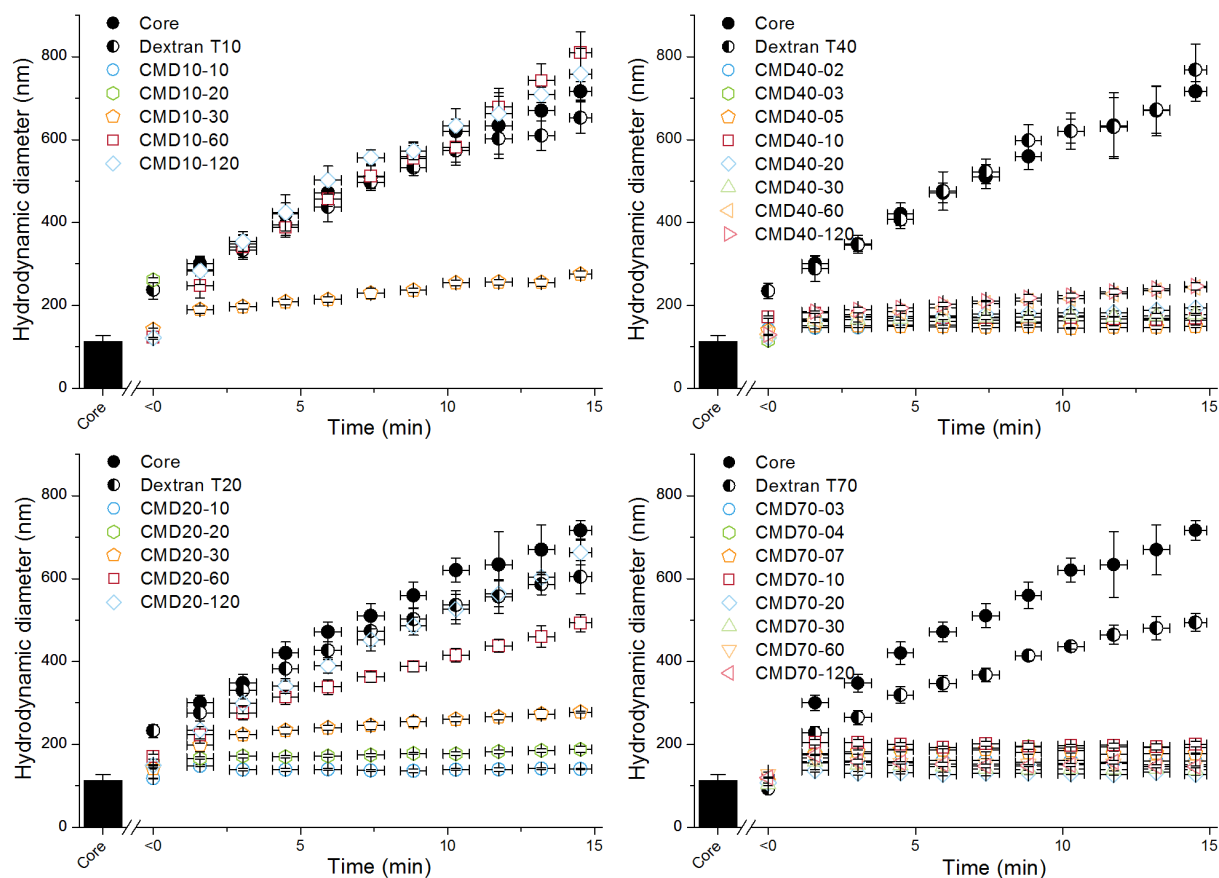 Hydrodynamic diameter (nm)
800
600
400
200
0
Core
Dextran T10
CMD10-10
CMD10-20
CMD10-30
CMD10-60
CMD10-120
Core
<0
5
10
15
Time (min)
Hydrodynamic diameter (nm)
800
600
400
200
0
Core
Dextran T40
CMD40-02
CMD40-03
CMD40-05
CMD40-10
CMD40-20
CMD40-30
CMD40-60
CMD40-120
Core
<0
5
10
15
Time (min)
Hydrodynamic diameter (nm)
800
600
400
200
0
Core
Dextran T20
CMD20-10
CMD20-20
CMD20-30
CMD20-60
CMD20-120
Core
<0
5
10
15
Time (min)
Hydrodynamic diameter (nm)
800
600
400
200
0
Core
Dextran T70
CMD70-03
CMD70-04
CMD70-07
CMD70-10
CMD70-20
CMD70-30
CMD70-60
CMD70-120
Core
<0
5
10
15
Time (min)